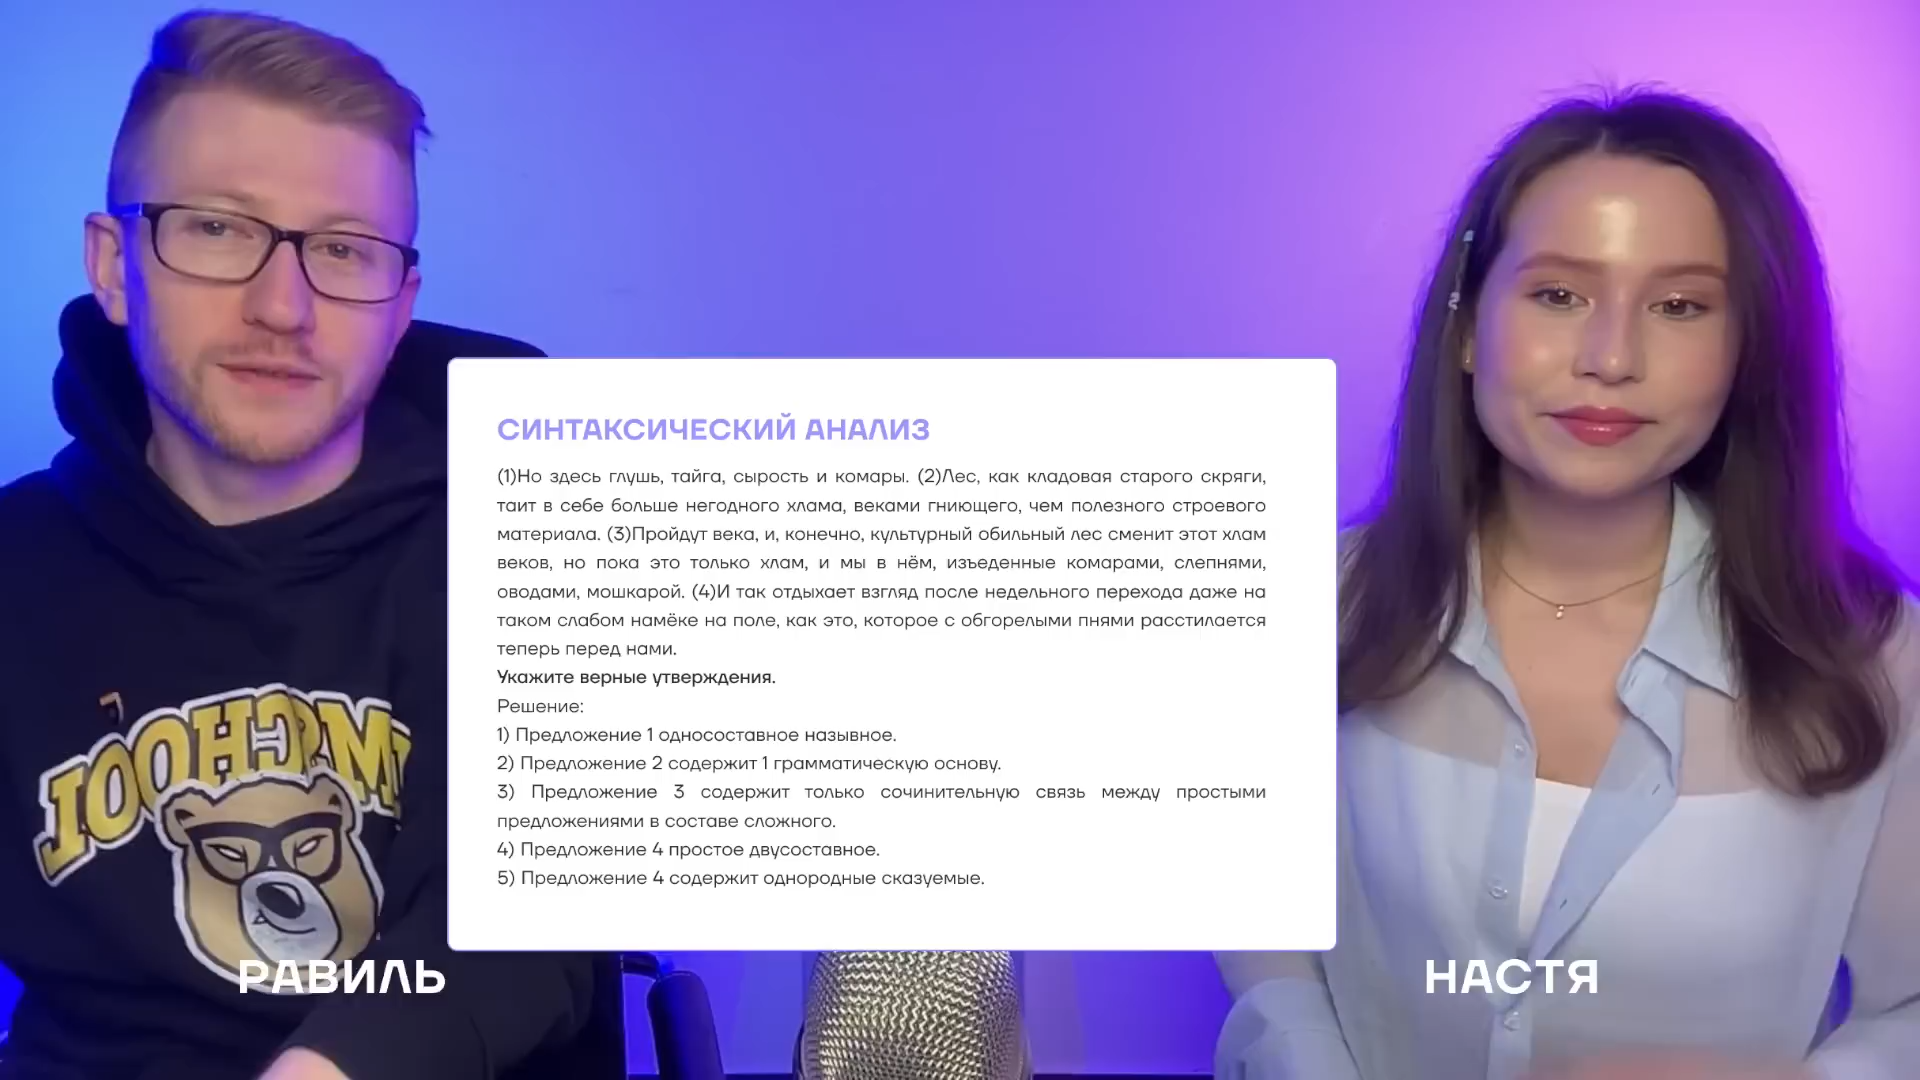 СИНТАКСИЧЕСКИЙ АНАЛИЗ
(1)Но здесь глушь, тайга, сырость и комары. (2)Лес, как кладовая старого скряги,
таит в себе больше негодного хлама, веками гниющего, чем полезного строевого
материала. (3)Пройдут века, и, конечно, культурный обильный лес сменит этот хлам
веков, но пока это только хлам, и мы в нём, изъеденные комарами, слепнями,
оводами, мошкарой. (4)И так отдыхает взгляд после недельного перехода даже на
таком слабом намёке на поле, как это, которое с обгорелыми пнями расстилается
теперь перед нами.
Укажите верные утверждения.
Решение:
1) Предложение 1 односоставное назывное.
2) Предложение 2 содержит 1 грамматическую основу.
3) Предложение 3 содержит только сочинительную связь между простыми
предложениями в составе сложного.
4) Предложение 4 простое двусоставное.
5) Предложение 4 содержит однородные сказуемые.
РАВИЛЬ
НАСТЯ